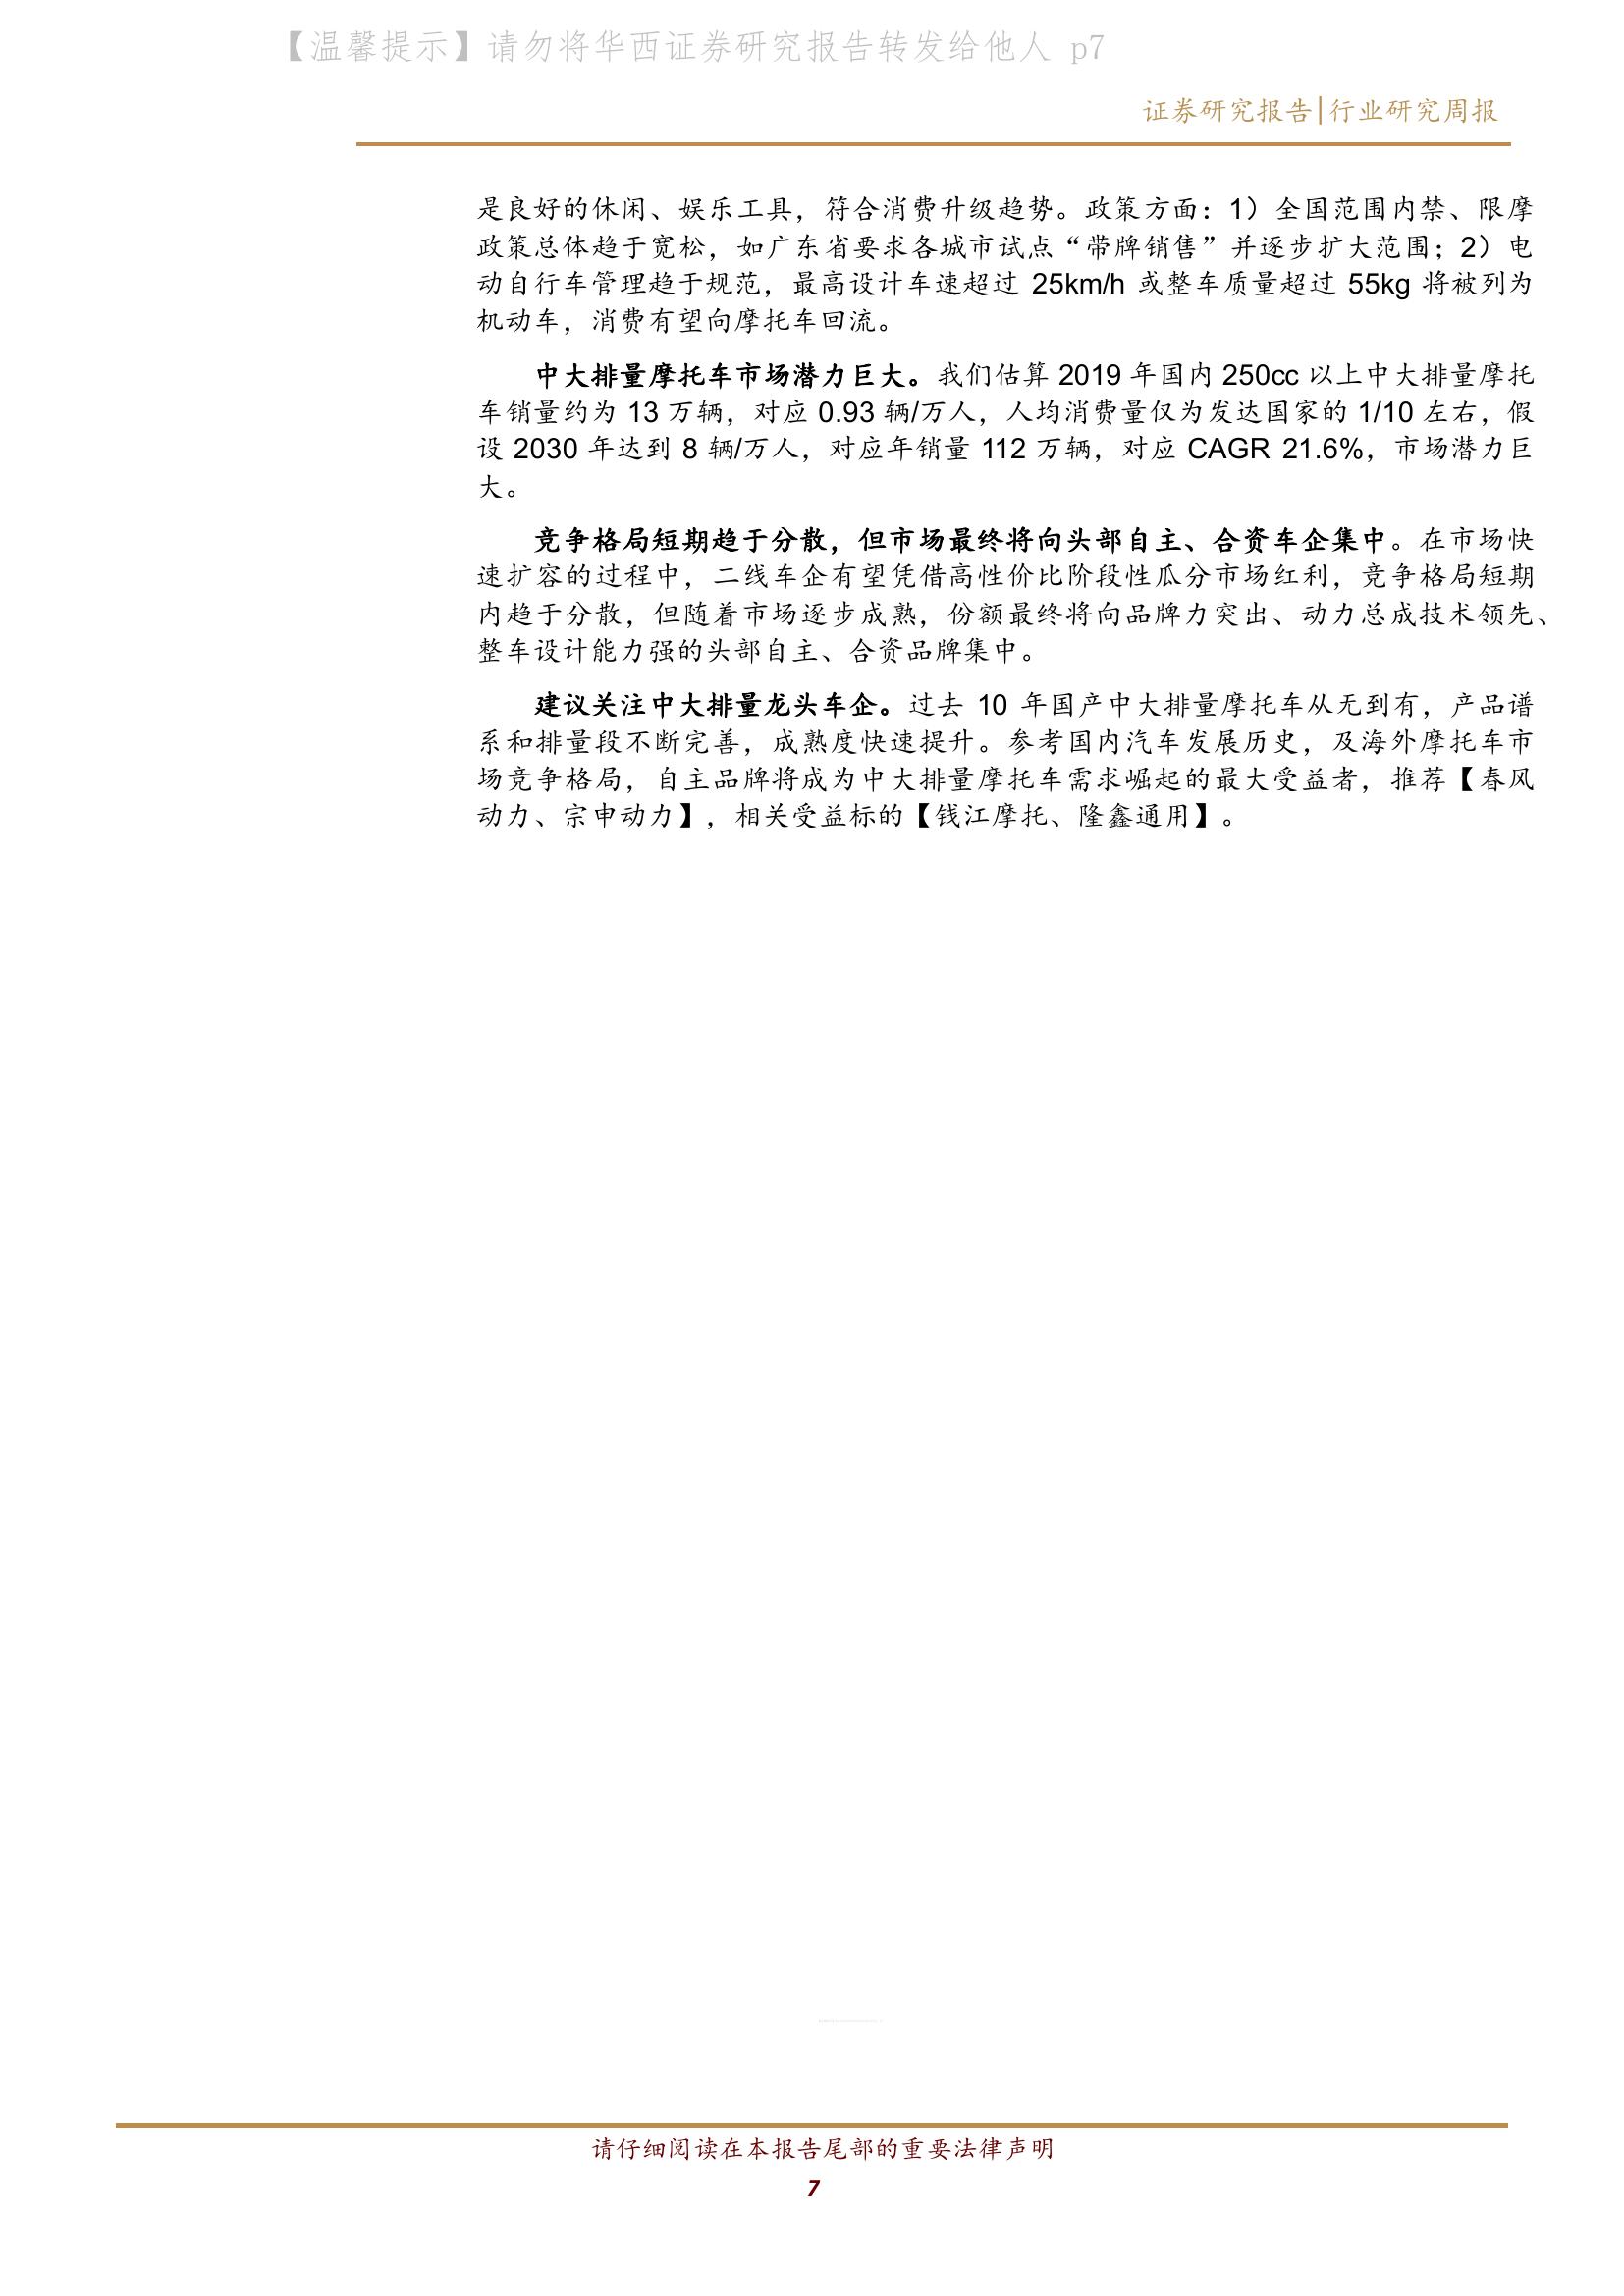 【温馨提示】请勿将华西证券研究报告转发给他人 p7
证券研究报告|行业研究周报
是良好的休闲、娱乐工具，符合消费升级趋势。政策方面：1）全国范围内禁、限摩
政策总体趋于宽松，如广东省要求各城市试点“带牌销售”并逐步扩大范围；2）电
动自行车管理趋于规范，最高设计车速超过 25km/h 或整车质量超过 55kg 将被列为
机动车，消费有望向摩托车回流。
中大排量摩托车市场潜力巨大。我们估算 2019 年国内 250cc 以上中大排量摩托
车销量约为 13 万辆，对应 0.93 辆/万人，人均消费量仅为发达国家的 1/10 左右，假
设 2030 年达到 8 辆/万人，对应年销量 112 万辆，对应 CAGR 21.6%，市场潜力巨
大。
竞争格局短期趋于分散，但市场最终将向头部自主、合资车企集中。在市场快
速扩容的过程中，二线车企有望凭借高性价比阶段性瓜分市场红利，竞争格局短期
内趋于分散，但随着市场逐步成熟，份额最终将向品牌力突出、动力总成技术领先、
整车设计能力强的头部自主、合资品牌集中。
建议关注中大排量龙头车企。过去 10 年国产中大排量摩托车从无到有，产品谱
系和排量段不断完善，成熟度快速提升。参考国内汽车发展历史，及海外摩托车市
场竞争格局，自主品牌将成为中大排量摩托车需求崛起的最大受益者，推荐【春风
动力、宗申动力】，相关受益标的【钱江摩托、隆鑫通用】。
请仔细阅读在本报告尾部的重要法律声明
7